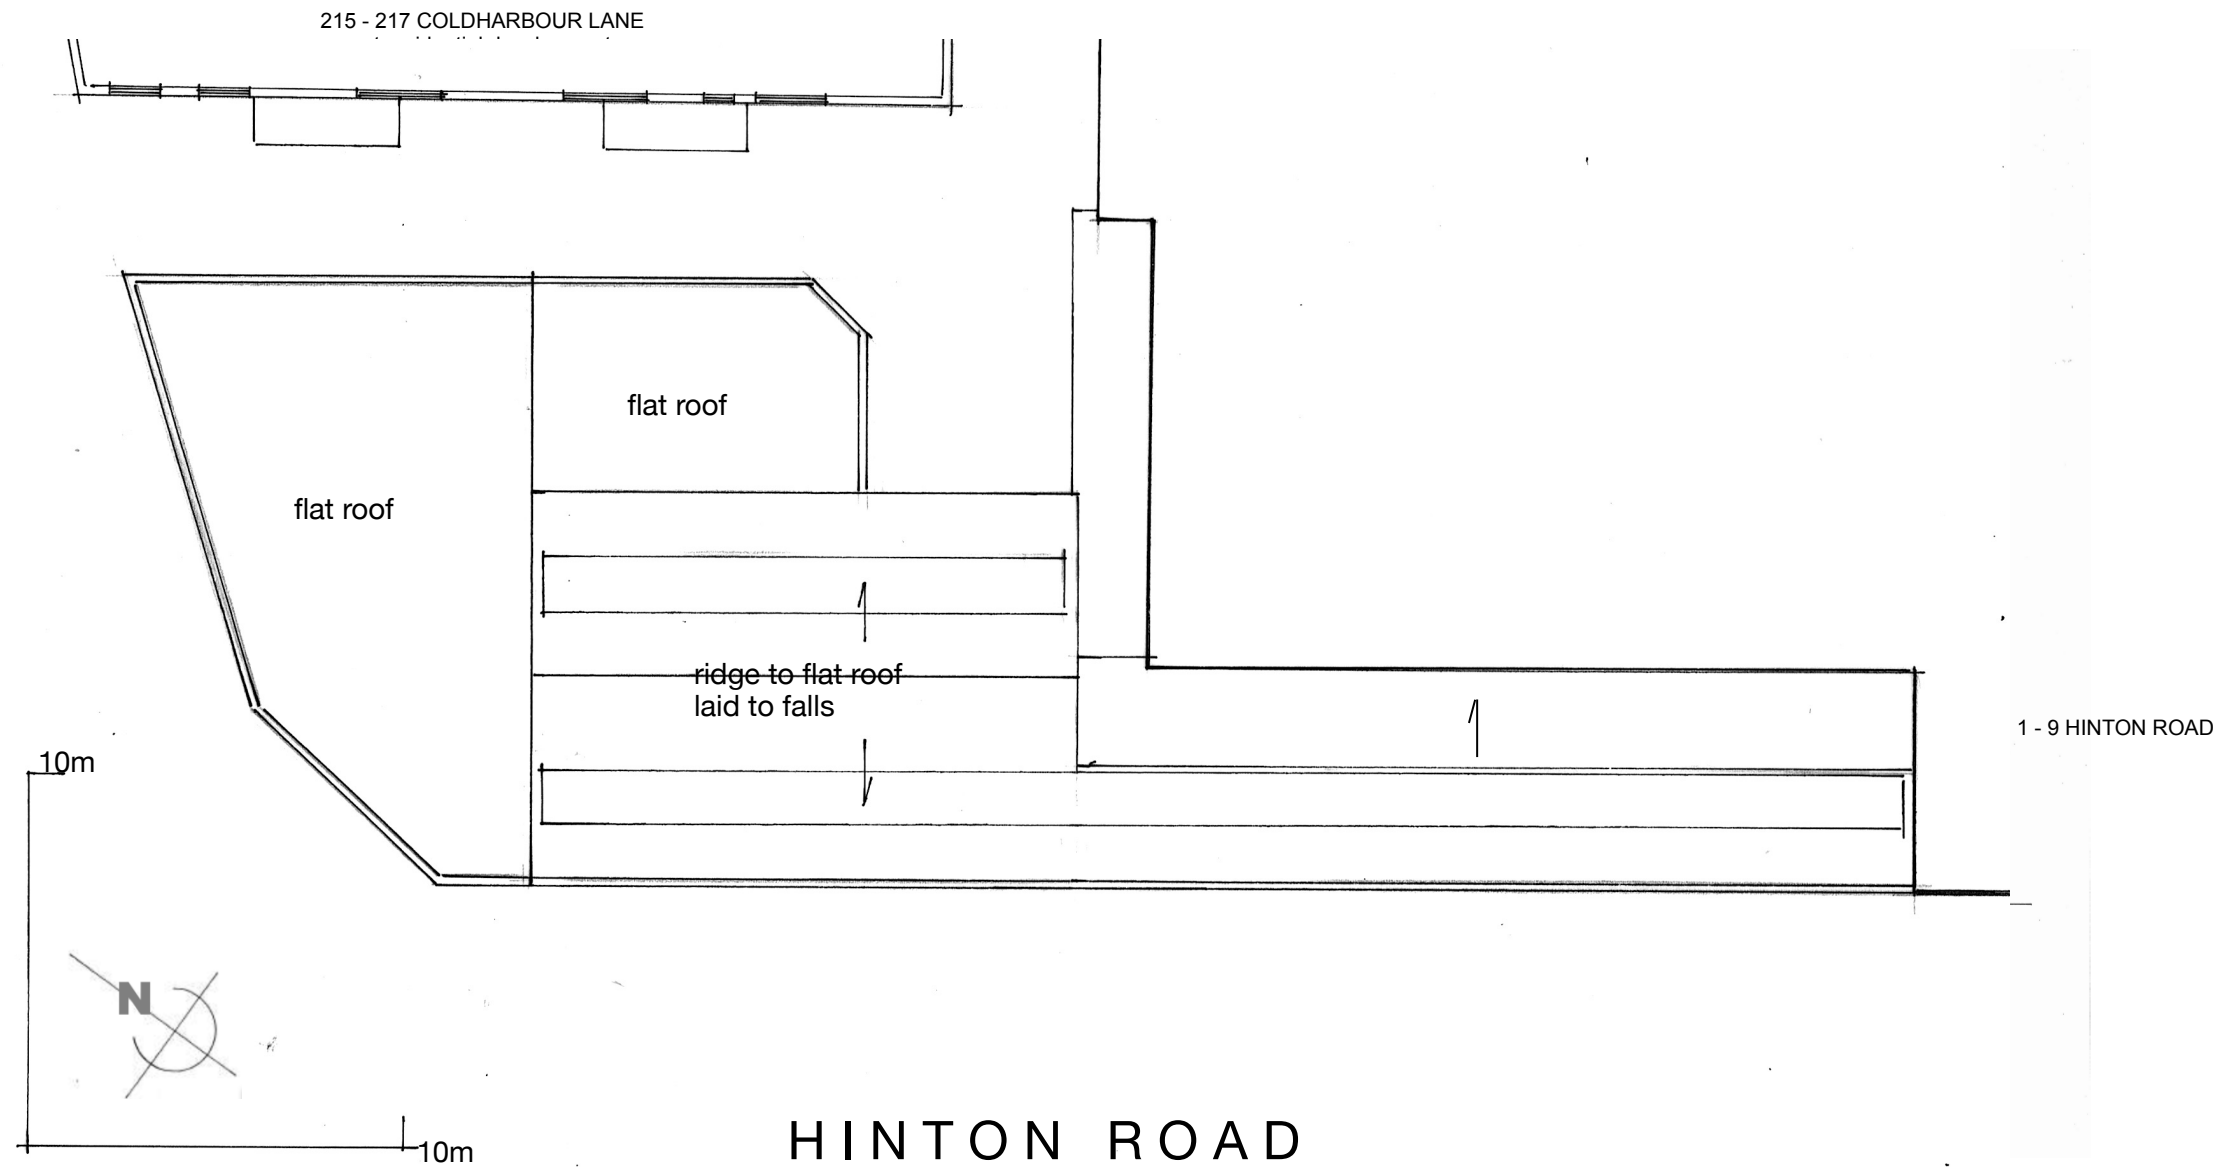 215 - 217 COLDHARBOUR LANE
flat roof
flat roof
ridge to flat roof
laid to falls
1 - 9 HINTON ROAD
10m
N
10m
HINTON ROAD